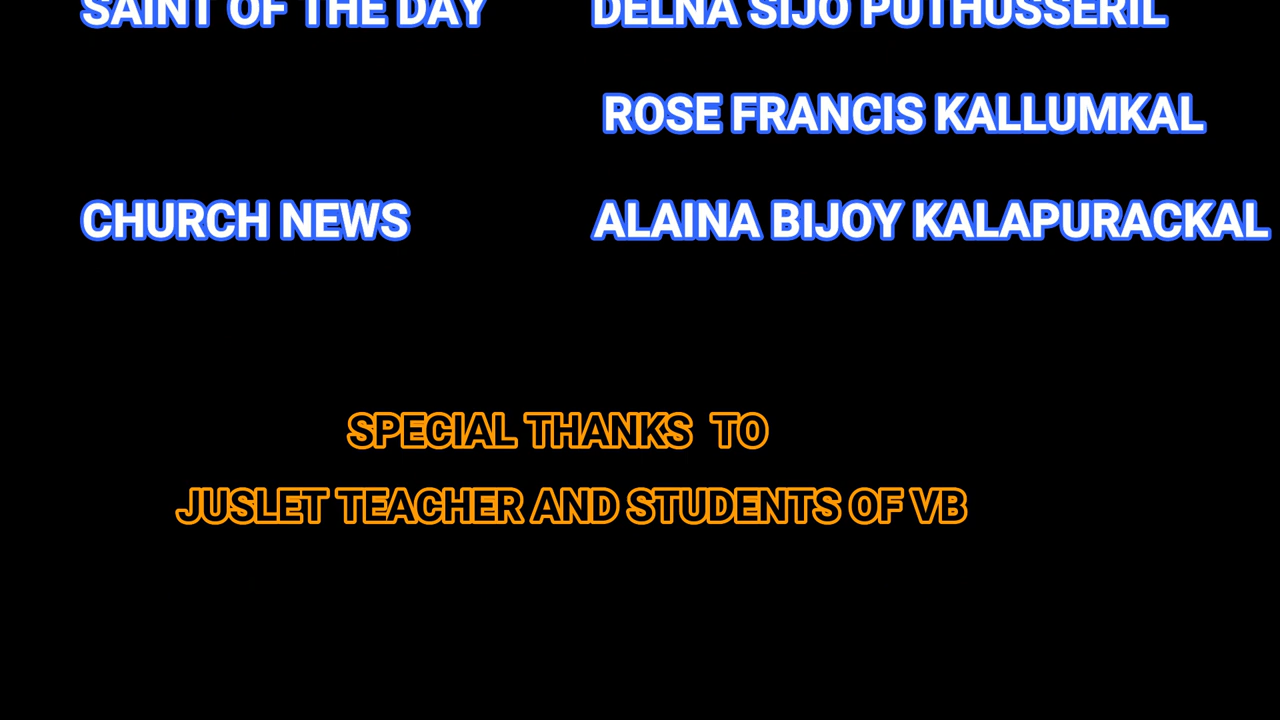 SAINT OF THE DAY DELNA SIJO PUTHUSSERIL
ROSE FRANCIS KALLUMKAL
CHURCH NEWS ALAINA BIJOY KALAPURACKAL
SPECIAL THANKS TO
JUSLET TEACHER AND STUDENTS OF VB